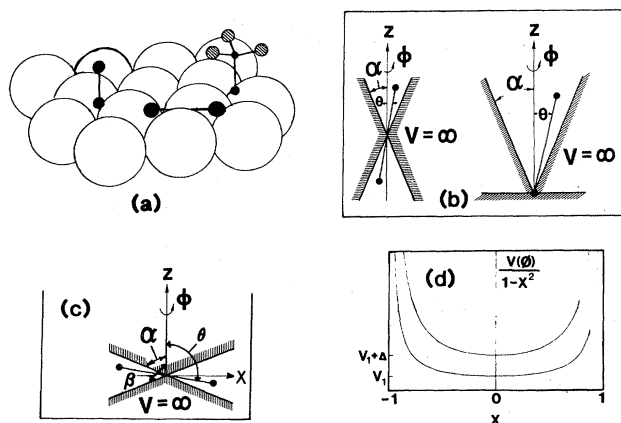 (a)
Z
ϕ
α
θ
V = ∞
(b)
Z
ϕ
α
θ
V = ∞
(c)
Z
ϕ
α
θ
β
X
V = ∞
(d)
V(Ø)
1-X²
V₁+Δ
V₁
-1
0
1
X